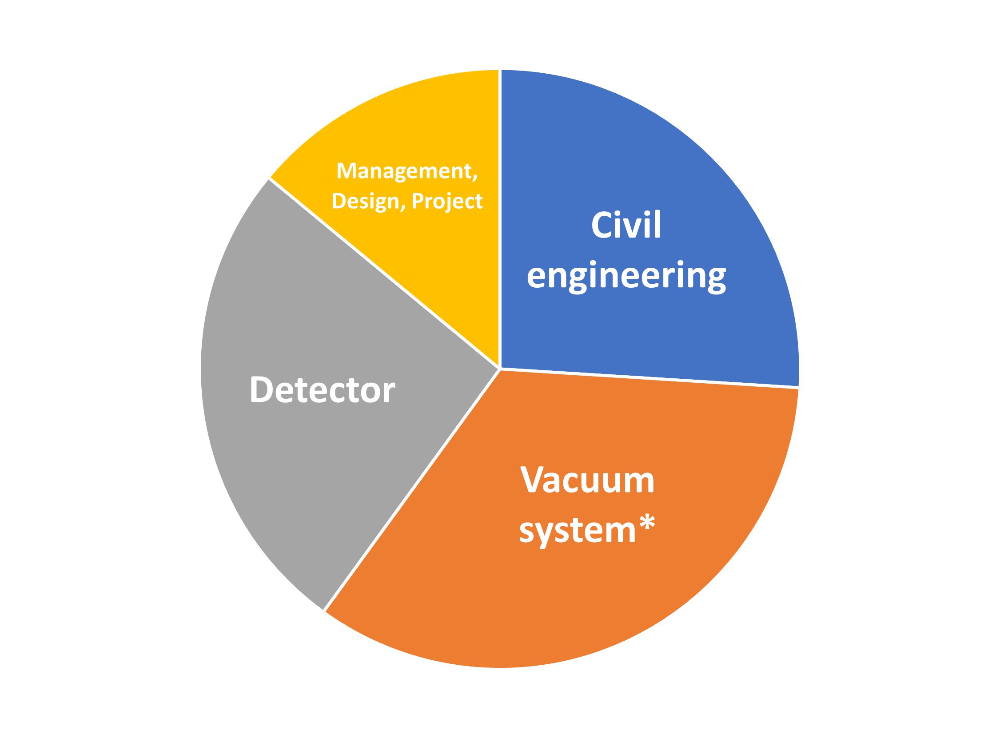 Management,
Design, Project
Civil
engineering
Detector
Vacuum
system*